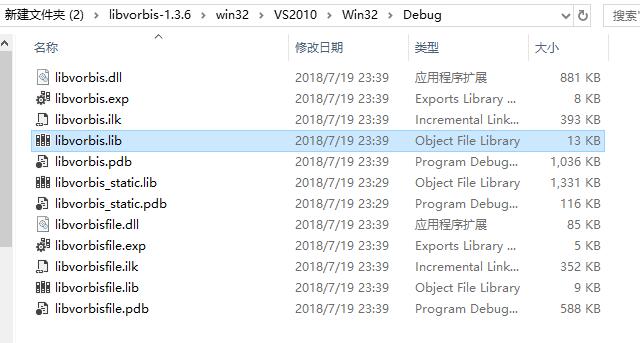 新建文件夹 (2) › libvorbis-1.3.6 › win32 › VS2010 › Win32 › Debug 搜索"
名称 修改日期 类型 大小
libvorbis.dll 2018/7/19 23:39 应用程序扩展 881 KB
libvorbis.exp 2018/7/19 23:39 Exports Library ... 8 KB
libvorbis.ilk 2018/7/19 23:39 Incremental Link... 393 KB
libvorbis.lib 2018/7/19 23:39 Object File Library 13 KB
libvorbis.pdb 2018/7/19 23:39 Program Debug... 1,036 KB
libvorbis_static.lib 2018/7/19 23:29 Object File Library 1,331 KB
libvorbis_static.pdb 2018/7/19 23:29 Program Debug... 116 KB
libvorbisfile.dll 2018/7/19 23:39 应用程序扩展 85 KB
libvorbisfile.exp 2018/7/19 23:39 Exports Library ... 5 KB
libvorbisfile.ilk 2018/7/19 23:39 Incremental Link... 352 KB
libvorbisfile.lib 2018/7/19 23:39 Object File Library 9 KB
libvorbisfile.pdb 2018/7/19 23:39 Program Debug... 588 KB